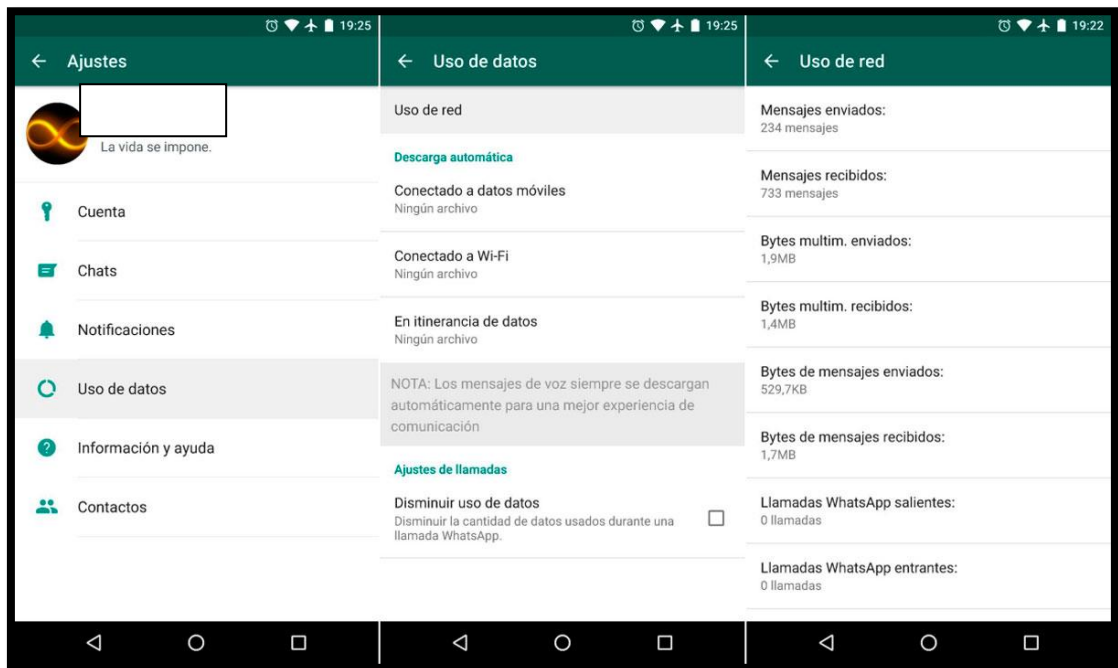 19:25
Ajustes
La vida se impone.
Cuenta
Chats
Notificaciones
Uso de datos
Información y ayuda
Contactos
19:25
Uso de datos
Uso de red
Descarga automática
Conectado a datos móviles
Ningún archivo
Conectado a Wi-Fi
Ningún archivo
En itinerancia de datos
Ningún archivo
NOTA: Los mensajes de voz siempre se descargan
automáticamente para una mejor experiencia de
comunicación
Ajustes de llamadas
Disminuir uso de datos
Disminuir la cantidad de datos usados durante una
llamada WhatsApp.
19:22
Uso de red
Mensajes enviados:
234 mensajes
Mensajes recibidos:
733 mensajes
Bytes multim. enviados:
1,9MB
Bytes multim. recibidos:
1,4MB
Bytes de mensajes enviados:
529,7KB
Bytes de mensajes recibidos:
1,7MB
Llamadas WhatsApp salientes:
0 llamadas
Llamadas WhatsApp entrantes:
0 llamadas